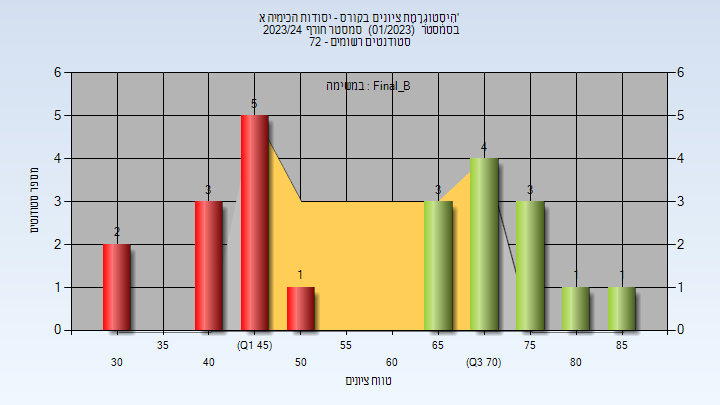 היסטוגרמת ציונים בקורס - יסודות הכימיה א'
בסמסטר (01/2023) סמסטר חורף 2023/24
סטודנטים רשומים - 72
במשימה : Final_B
6 6
5 5
4 4
3 3
2 2
1 1
0 0
2 3 5 1 3 4 3 1 1
מספר סטודנטים
35 (Q1 45) 55 65 75 85
30 40 50 60 (Q3 70) 80
טווח ציונים